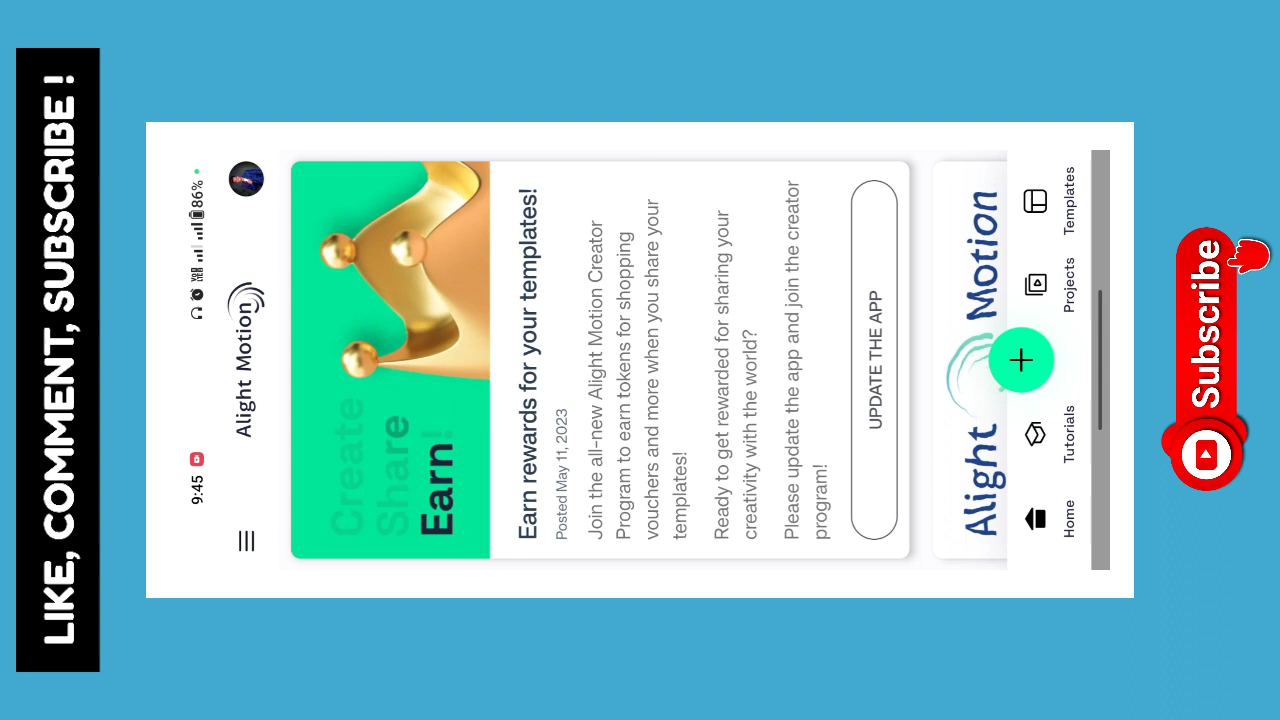 LIKE, COMMENT, SUBSCRIBE !
9:45
86%
Alight Motion
Create
Share
Earn!
Earn rewards for your templates!
Posted May 11, 2023
Join the all-new Alight Motion Creator
Program to earn tokens for shopping
vouchers and more when you share your
templates!
Ready to get rewarded for sharing your
creativity with the world?
Please update the app and join the creator
program!
UPDATE THE APP
Alight Motion
Home
Tutorials
Projects
Templates
Subscribe